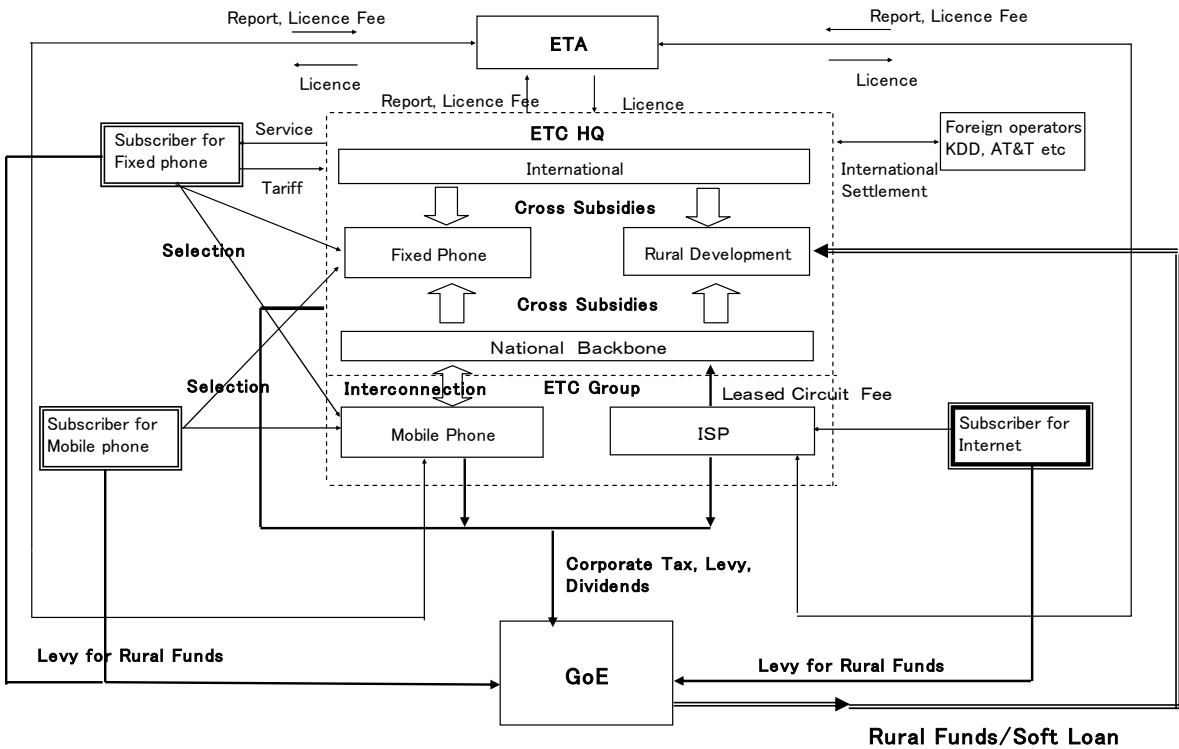 Report, Licence Fee
Report, Licence Fee
ETA
Licence
Licence
Report, Licence Fee
Licence
Subscriber for
Fixed phone
Service
Tariff
ETC HQ
International
Foreign operators
KDD, AT&T etc
International
Settlement
Cross Subsidies
Selection
Fixed Phone
Rural Development
Cross Subsidies
National Backbone
Selection
Interconnection
ETC Group
Leased Circuit Fee
Subscriber for
Mobile phone
Mobile Phone
ISP
Subscriber for
Internet
Corporate Tax, Levy,
Dividends
Levy for Rural Funds
GoE
Levy for Rural Funds
Rural Funds/Soft Loan